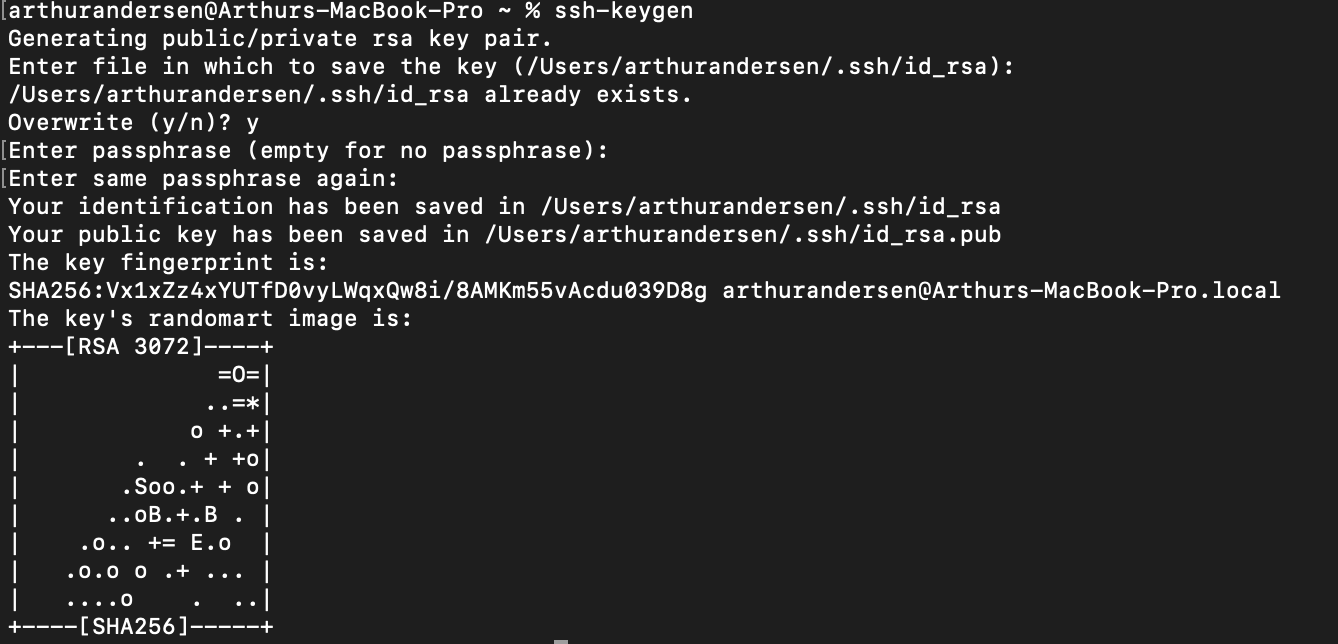 [arthurandersen@Arthurs-MacBook-Pro ~ % ssh-keygen
Generating public/private rsa key pair.
Enter file in which to save the key (/Users/arthurandersen/.ssh/id_rsa):
/Users/arthurandersen/.ssh/id_rsa already exists.
Overwrite (y/n)? y
[Enter passphrase (empty for no passphrase):
[Enter same passphrase again:
Your identification has been saved in /Users/arthurandersen/.ssh/id_rsa
Your public key has been saved in /Users/arthurandersen/.ssh/id_rsa.pub
The key fingerprint is:
SHA256:Vx1xZz4xYUTfD0vyLWqxQw8i/8AMKm55vAcdu039D8g arthurandersen@Arthurs-MacBook-Pro.local
The key's randomart image is:
+---[RSA 3072]----+
|              =O=|
|             ..=*|
|            o +.+|
|        .  . + +o|
|       .Soo.+ + o|
|      ..oB.+.B . |
|    .o.. += E.o  |
|   .o.o o .+ ... |
|   ....o    .  ..|
+----[SHA256]-----+